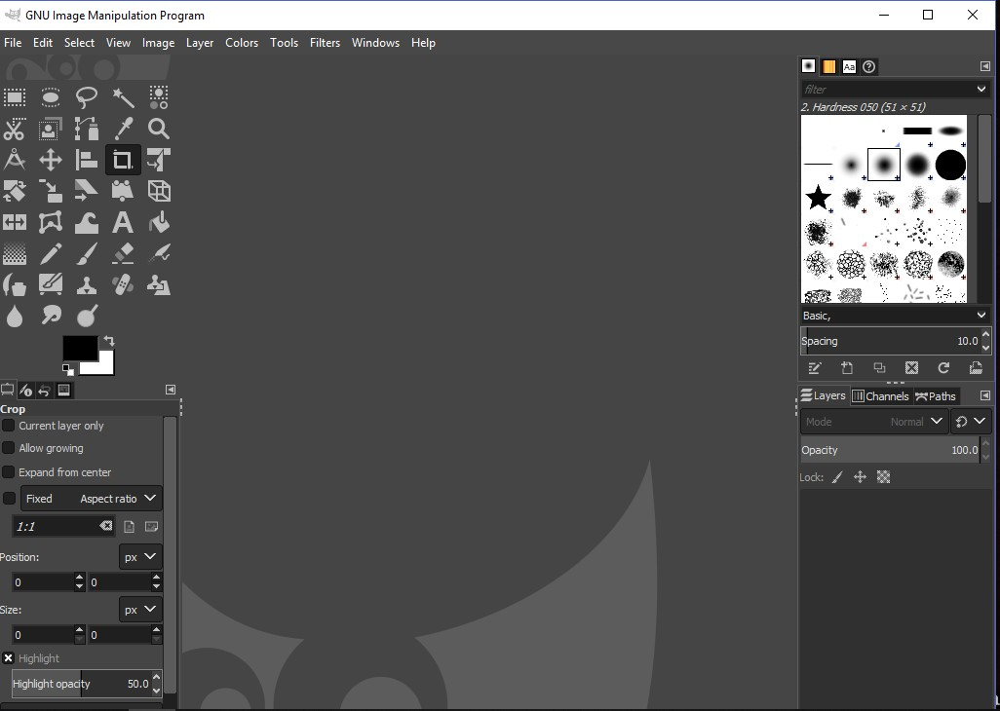 GNU Image Manipulation Program
File Edit Select View Image Layer Colors Tools Filters Windows Help
Aa
filter
2. Hardness 050 (51 × 51)
A
Basic,
Spacing 10.0
Crop
Current layer only
Allow growing
Expand from center
Fixed Aspect ratio
1:1
Position: px
0 0
Size: px
0 0
Highlight
Highlight opacity 50.0
Layers Channels Paths
Mode Normal
Opacity 100.0
Lock: